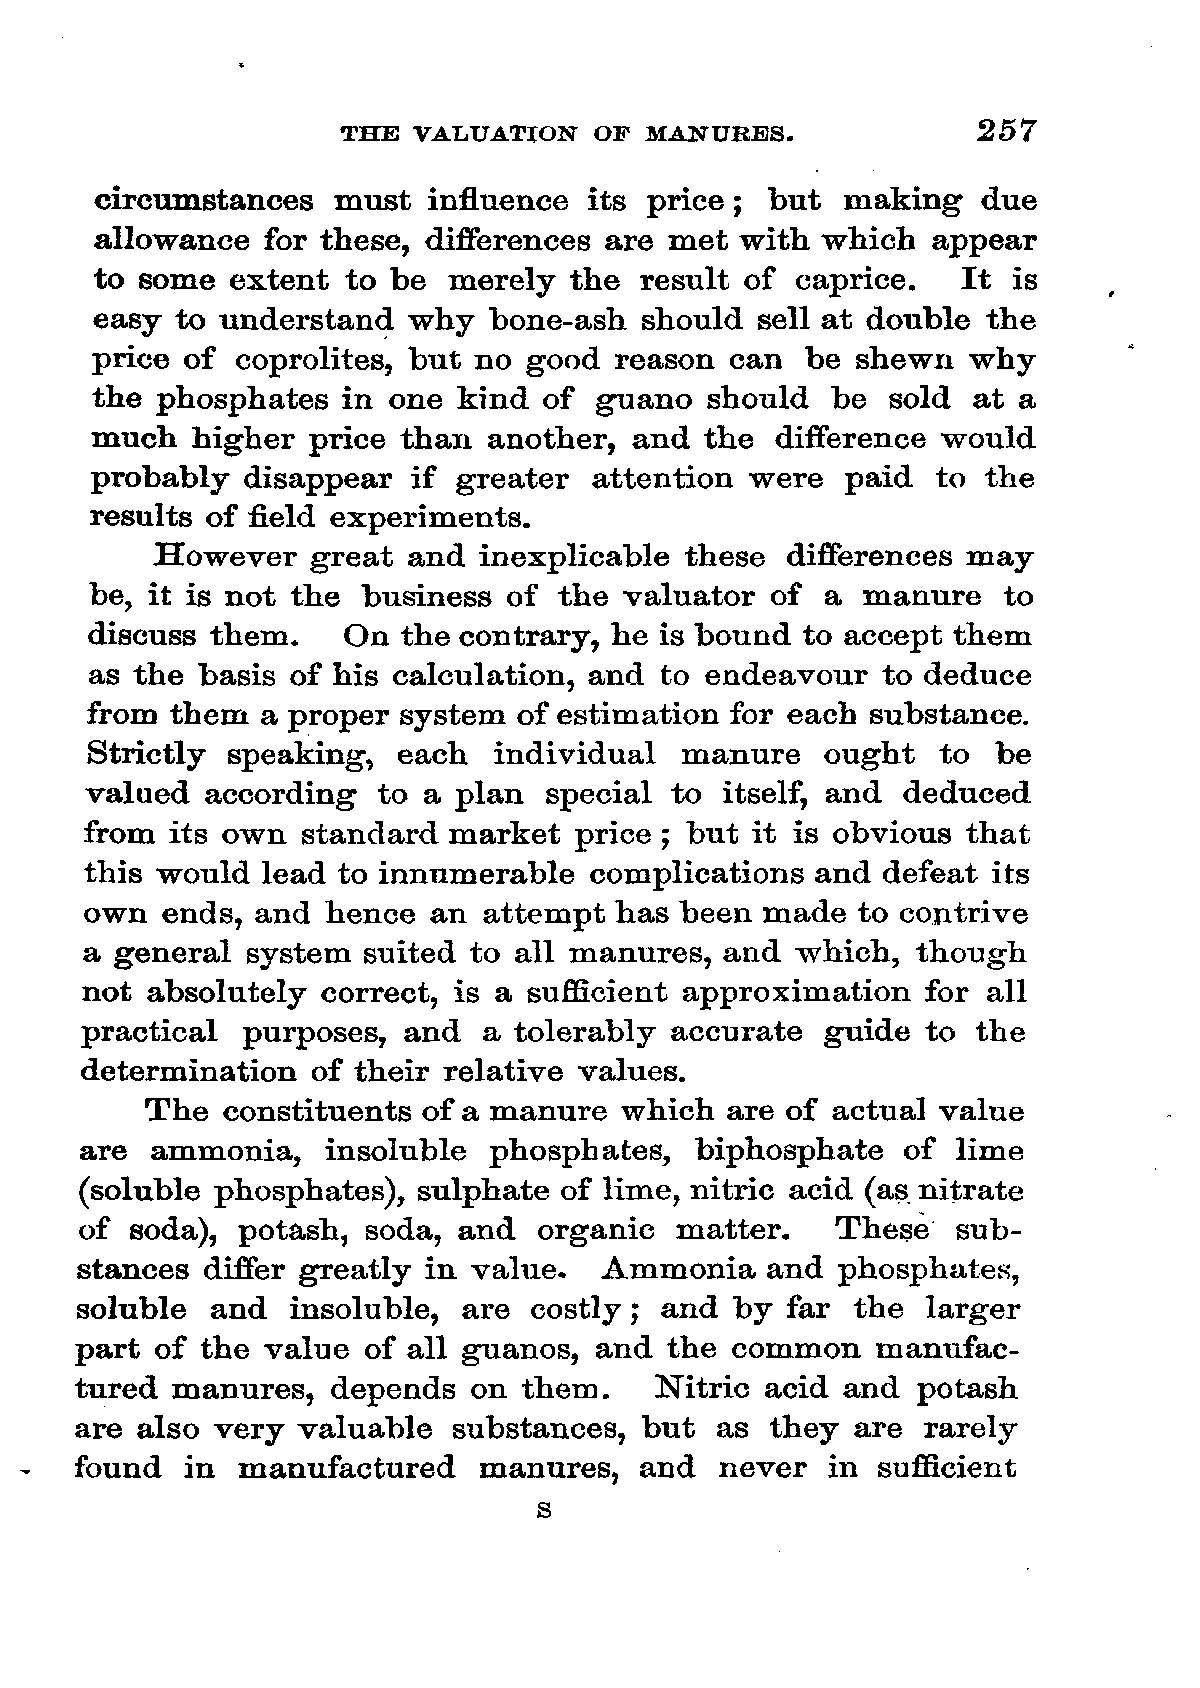 THE VALUATION OF MANURES. 257
circumstances must influence its price ; but making due
allowance for these, differences are met with which appear
to some extent to be merely the result of caprice. It is
easy to understand why bone-ash should sell at double the
price of coprolites, but no good reason can be shewn why
the phosphates in one kind of guano should be sold at a
much higher price than another, and the difference would
probably disappear if greater attention were paid to the
results of field experiments.
However great and inexplicable these differences may
be, it is not the business of the valuator of a manure to
discuss them. On the contrary, he is bound to accept them
as the basis of his calculation, and to endeavour to deduce
from them a proper system of estimation for each substance.
Strictly speaking, each individual manure ought to be
valued according to a plan special to itself, and deduced
from its own standard market price ; but it is obvious that
this would lead to innumerable complications and defeat its
own ends, and hence an attempt has been made to contrive
a general system suited to all manures, and which, though
not absolutely correct, is a sufficient approximation for all
practical purposes, and a tolerably accurate guide to the
determination of their relative values.
The constituents of a manure which are of actual value
are ammonia, insoluble phosphates, biphosphate of lime
(soluble phosphates), sulphate of lime, nitric acid (as nitrate
of soda), potash, soda, and organic matter. These sub-
stances differ greatly in value. Ammonia and phosphates,
soluble and insoluble, are costly ; and by far the larger
part of the value of all guanos, and the common manufac-
tured manures, depends on them. Nitric acid and potash
are also very valuable substances, but as they are rarely
found in manufactured manures, and never in sufficient
S